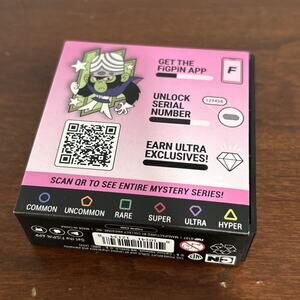 GET THE
FiGPiN APP
F
UNLOCK
SERIAL
NUMBER
123456
EARN ULTRA
EXCLUSIVES!
SCAN QR TO SEE ENTIRE MYSTERY SERIES!
COMMON
UNCOMMON
RARE
SUPER
ULTRA
HYPER